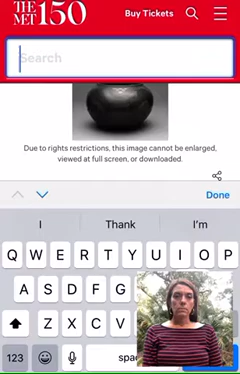 THE
MET 150
Buy Tickets
Search
Due to rights restrictions, this image cannot be enlarged,
viewed at full screen, or downloaded.
Done
I Thank I'm
Q W E R T Y U I O P
A S D F G
Z X C V
123